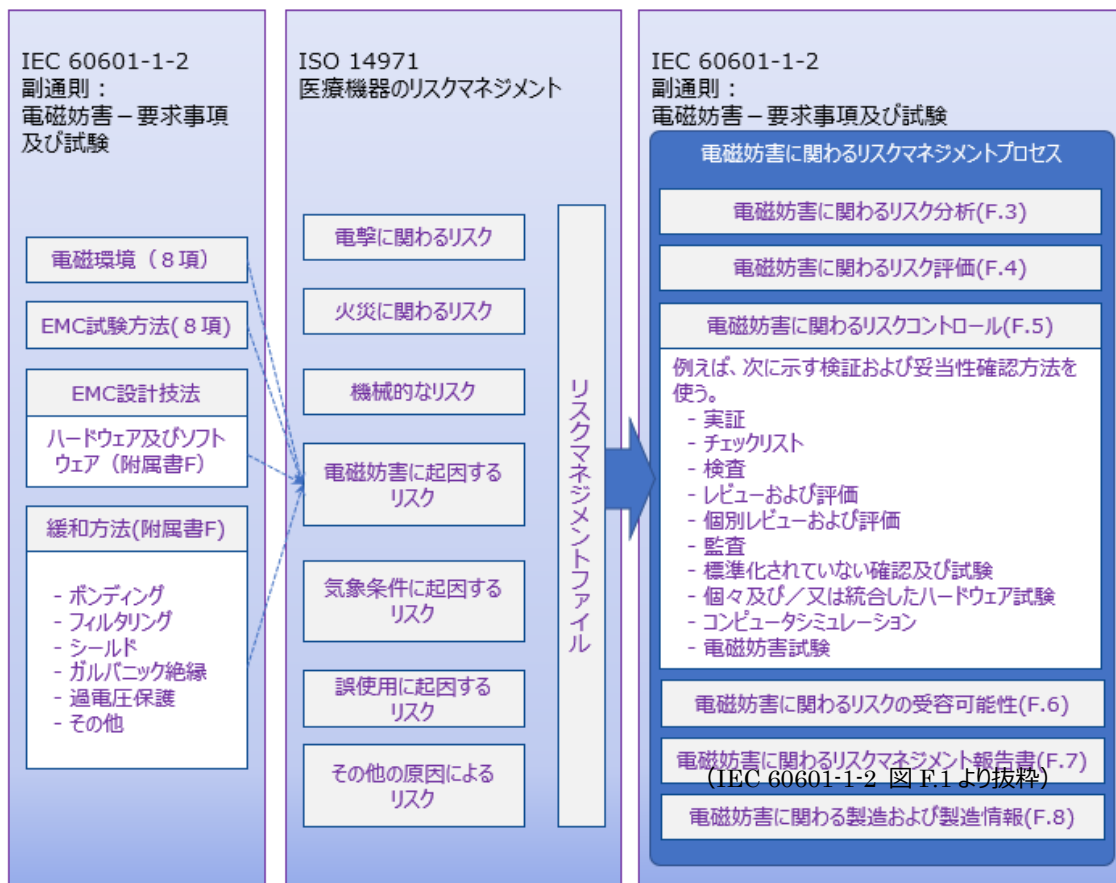 IEC 60601-1-2
副通則：
電磁妨害－要求事項
及び試験
電磁環境（８項）
EMC試験方法(８項)
EMC設計技法
ハードウェア及びソフト
ウェア（附属書F）
緩和方法(附属書F)
- ボンディング
- フィルタリング
- シールド
- ガルバニック絶縁
- 過電圧保護
- その他
ISO 14971
医療機器のリスクマネジメント
電撃に関わるリスク
火災に関わるリスク
機械的なリスク
電磁妨害に起因する
リスク
気象条件に起因する
リスク
誤使用に起因する
リスク
その他の原因による
リスク
リスクマネジメントファイル
IEC 60601-1-2
副通則：
電磁妨害－要求事項及び試験
電磁妨害に関わるリスクマネジメントプロセス
電磁妨害に関わるリスク分析(F.3)
電磁妨害に関わるリスク評価(F.4)
電磁妨害に関わるリスクコントロール(F.5)
例えば、次に示す検証および妥当性確認方法を
使う。
- 実証
- チェックリスト
- 検査
- レビューおよび評価
- 個別レビューおよび評価
- 監査
- 標準化されていない確認及び試験
- 個々及び／又は統合したハードウェア試験
- コンピュータシミュレーション
- 電磁妨害試験
電磁妨害に関わるリスクの受容可能性(F.6)
電磁妨害に関わるリスクマネジメント報告書(F.7)
(IEC 60601-1-2 図 F.1 より抜粋)
電磁妨害に関わる製造および製造情報(F.8)